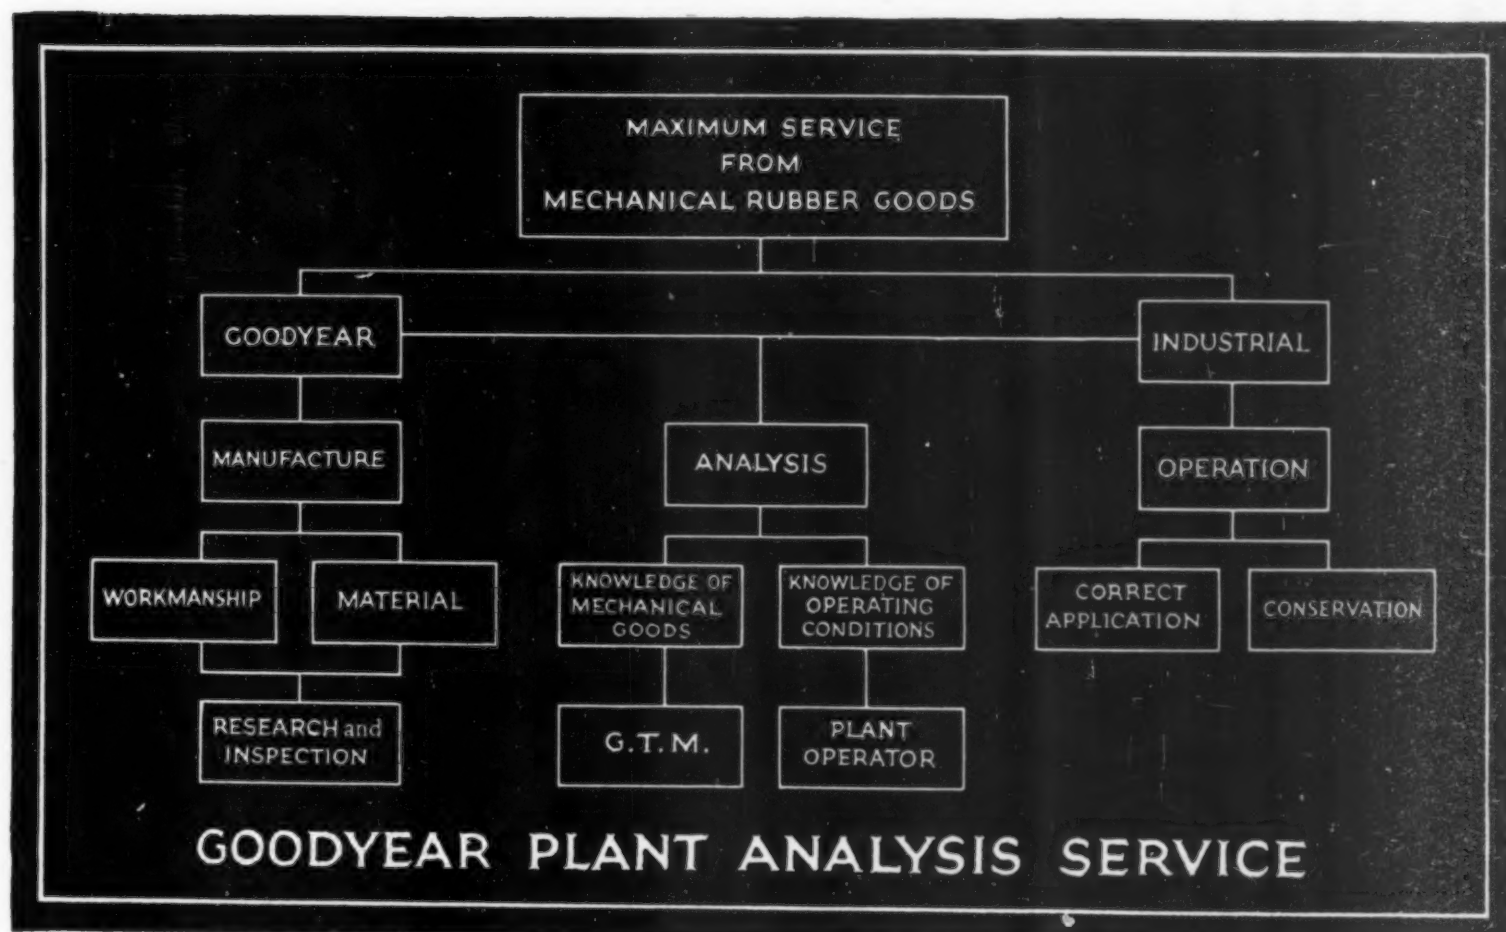 MAXIMUM SERVICE
FROM
MECHANICAL RUBBER GOODS
GOODYEAR
INDUSTRIAL
MANUFACTURE
ANALYSIS
OPERATION
WORKMANSHIP
MATERIAL
KNOWLEDGE OF
MECHANICAL
GOODS
KNOWLEDGE OF
OPERATING
CONDITIONS
CORRECT
APPLICATION
CONSERVATION
RESEARCH and
INSPECTION
G.T.M.
PLANT
OPERATOR
GOODYEAR PLANT ANALYSIS SERVICE